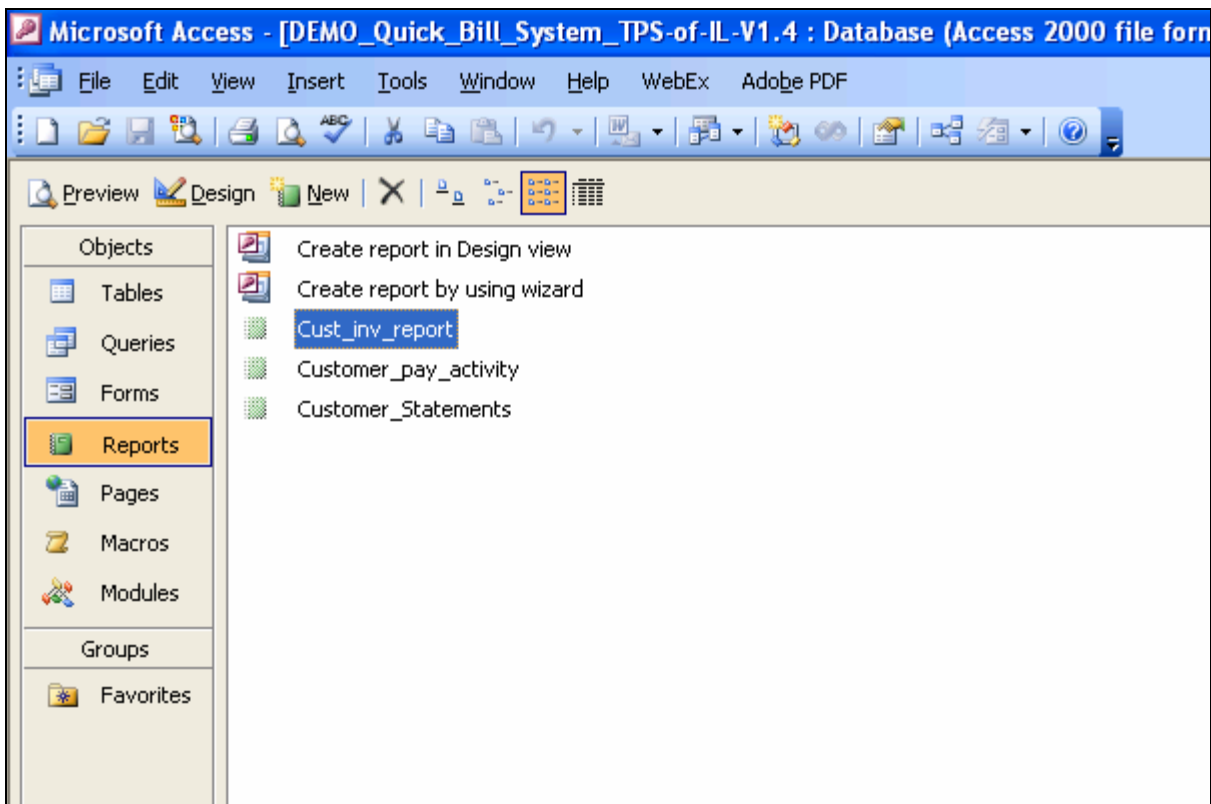 Microsoft Access - [DEMO_Quick_Bill_System_TPS-of-IL-V1.4 : Database (Access 2000 file form
File Edit View Insert Tools Window Help WebEx Adobe PDF
ABC
W
Preview Design New
Objects
Tables
Queries
Forms
Reports
Pages
Macros
Modules
Groups
Favorites
Create report in Design view
Create report by using wizard
Cust_inv_report
Customer_pay_activity
Customer_Statements